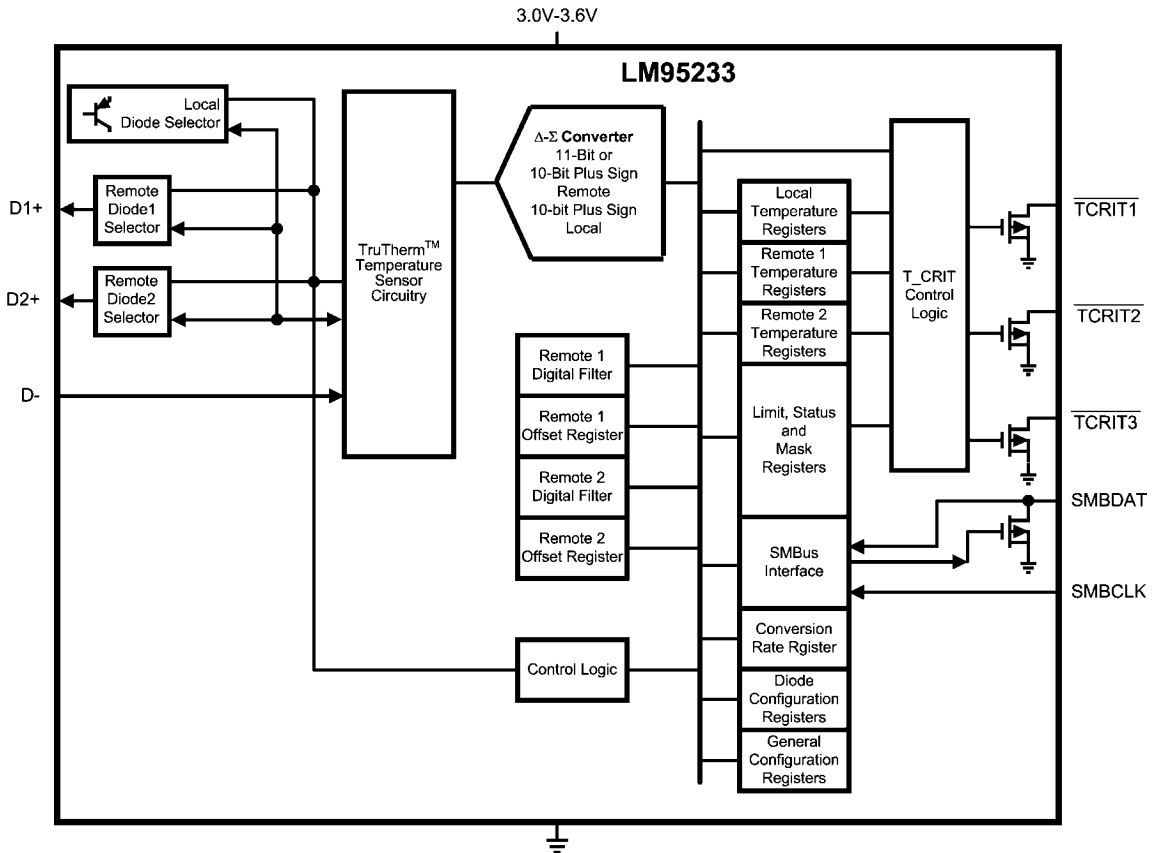 3.0V-3.6V
LM95233
Local
Diode Selector
D1+
Remote
Diode1
Selector
D2+
Remote
Diode2
Selector
D-
TruTherm™
Temperature
Sensor
Circuitry
Δ-Σ Converter
11-Bit or
10-Bit Plus Sign
Remote
10-bit Plus Sign
Local
Remote 1
Digital Filter
Remote 1
Offset Register
Remote 2
Digital Filter
Remote 2
Offset Register
Control Logic
Local
Temperature
Registers
Remote 1
Temperature
Registers
Remote 2
Temperature
Registers
Limit, Status
and
Mask
Registers
SMBus
Interface
Conversion
Rate Rgister
Diode
Configuration
Registers
General
Configuration
Registers
T_CRIT
Control
Logic
TCRIT1
TCRIT2
TCRIT3
SMBDAT
SMBCLK